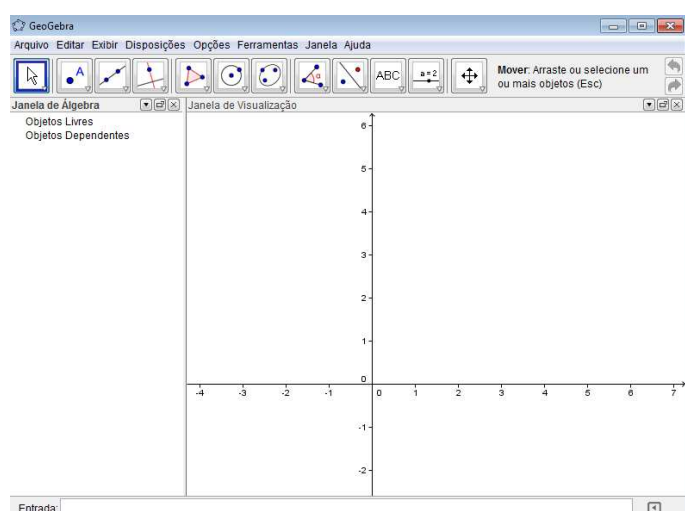 GeoGebra
Arquivo Editar Exibir Disposições Opções Ferramentas Janela Ajuda
A
α
ABC
a=2
Mover: Arraste ou selecione um
ou mais objetos (Esc)
Janela de Álgebra
Janela de Visualização
Objetos Livres
Objetos Dependentes
6
5
4
3
2
1
0
-4 -3 -2 -1 0 1 2 3 4 5 6 7
-1
-2
Entrada: